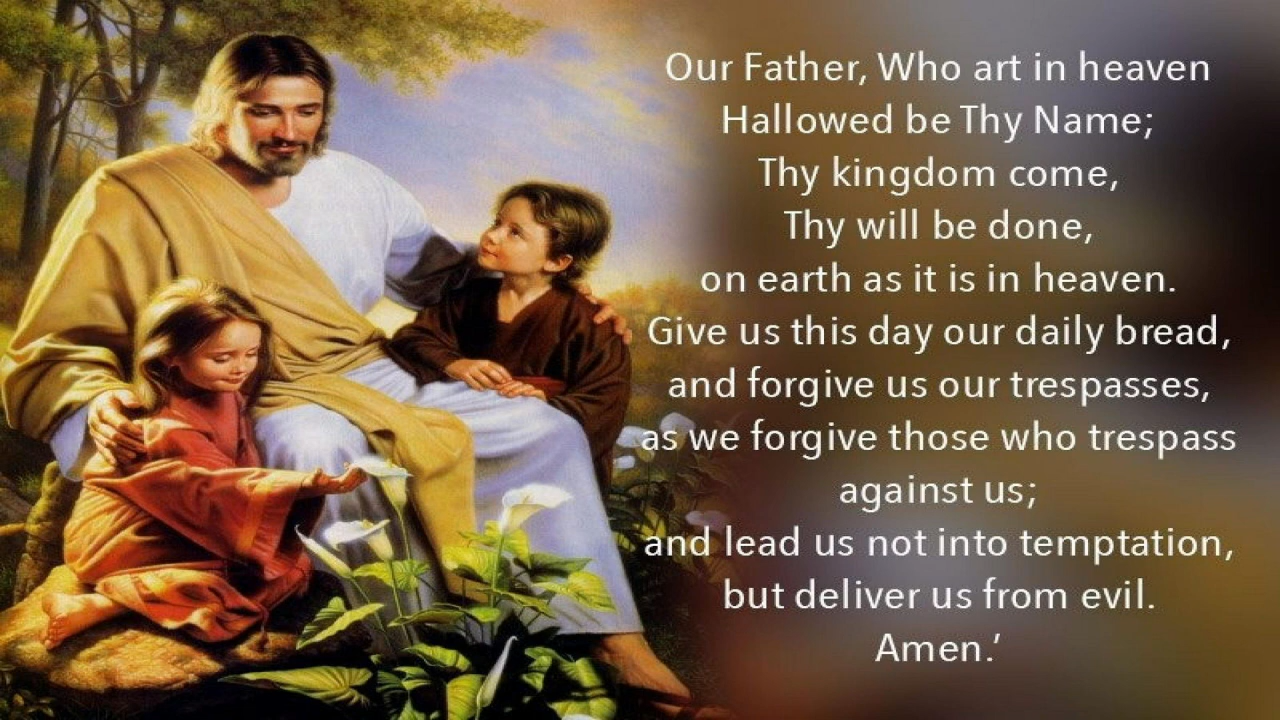 Our Father, Who art in heaven
Hallowed be Thy Name;
Thy kingdom come,
Thy will be done,
on earth as it is in heaven.
Give us this day our daily bread,
and forgive us our trespasses,
as we forgive those who trespass
against us;
and lead us not into temptation,
but deliver us from evil.
Amen.’